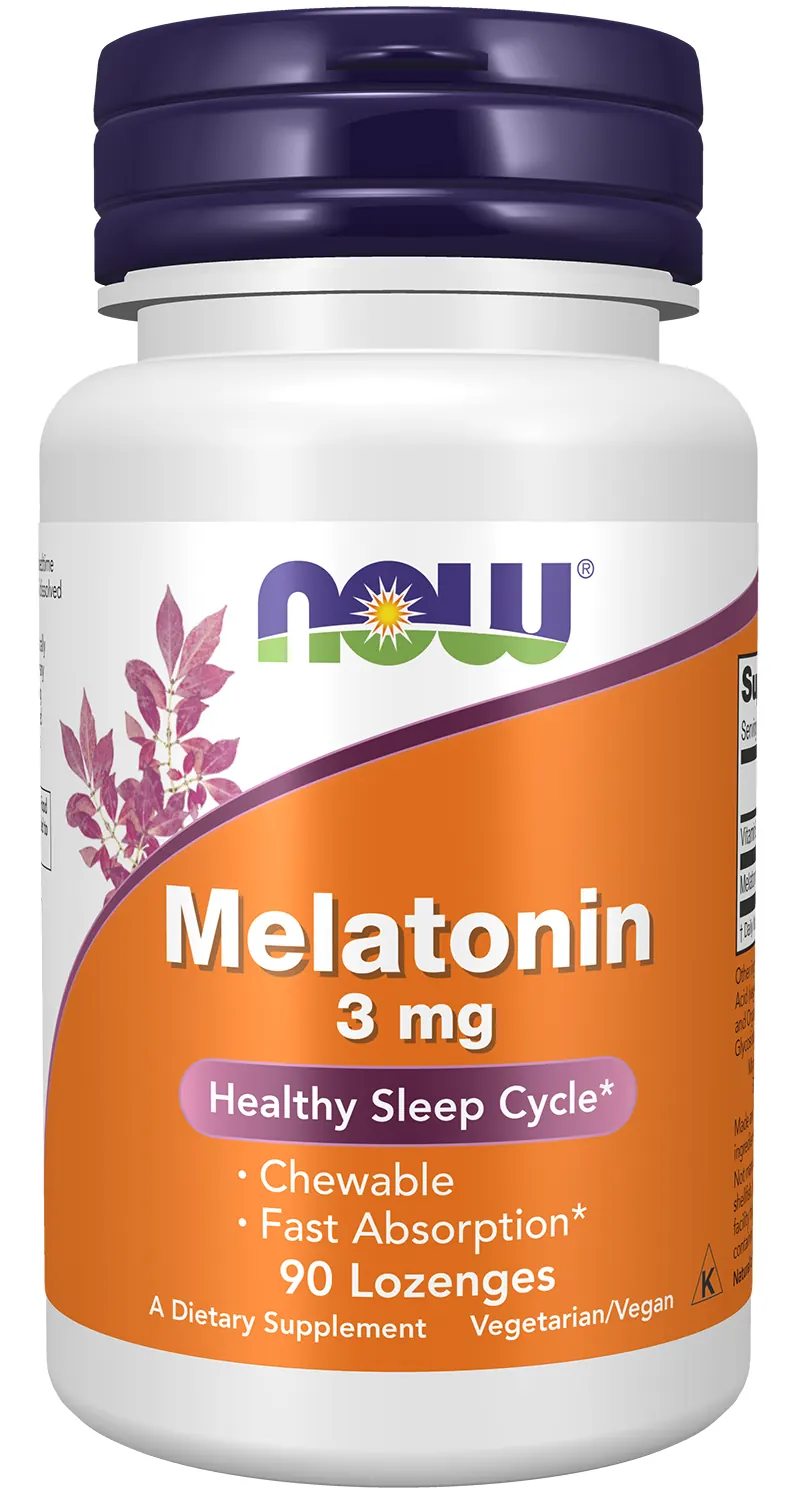 now®
Melatonin
3 mg
Healthy Sleep Cycle*
• Chewable
• Fast Absorption*
90 Lozenges
A Dietary Supplement Vegetarian/Vegan
K